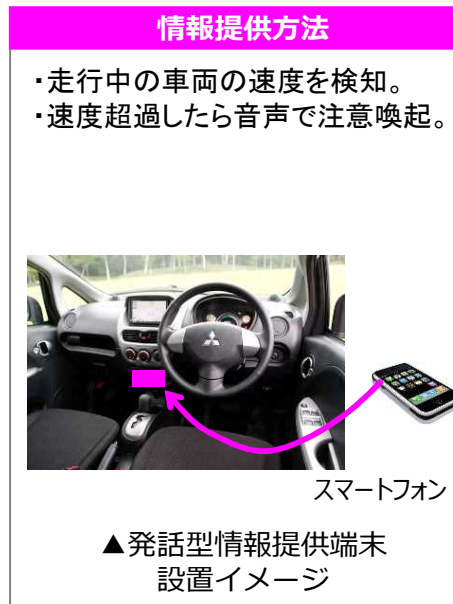 情報提供方法
・走行中の車両の速度を検知。
・速度超過したら音声で注意喚起。
スマートフォン
▲発話型情報提供端末
設置イメージ